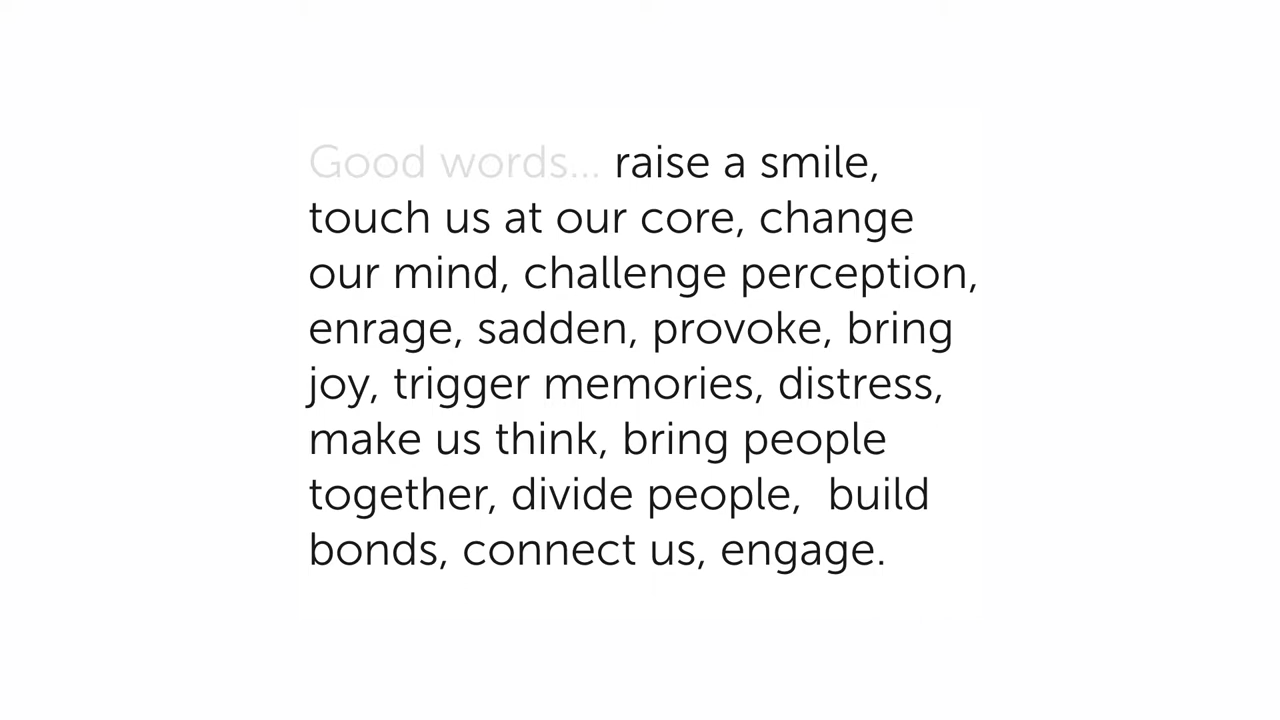 Good words... raise a smile,
touch us at our core, change
our mind, challenge perception,
enrage, sadden, provoke, bring
joy, trigger memories, distress,
make us think, bring people
together, divide people,  build
bonds, connect us, engage.